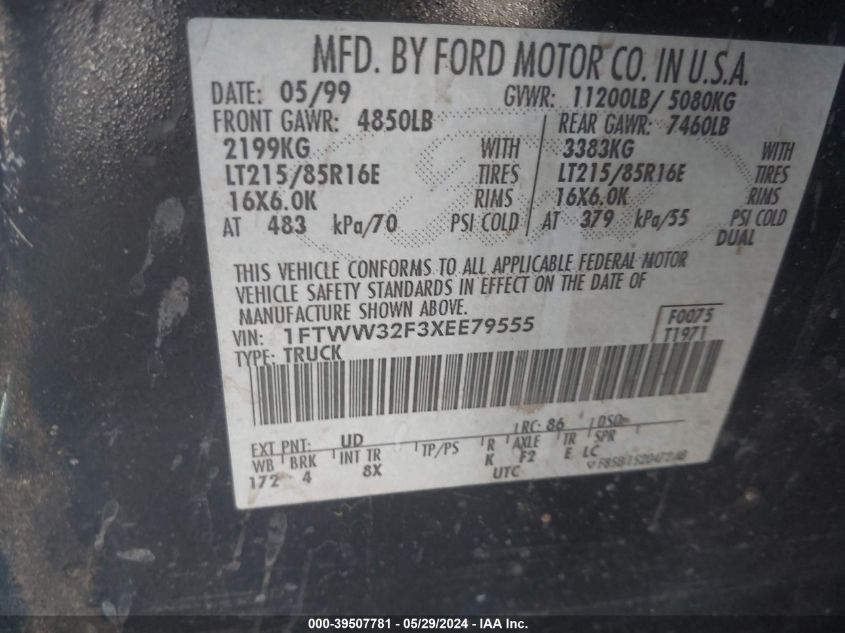 MFD. BY FORD MOTOR CO. IN U.S.A.
DATE: 05/99 GVWR: 11200LB/ 5080KG
FRONT GAWR: 4850LB REAR GAWR: 7460LB
2199KG WITH 3383KG WITH
LT215/85R16E TIRES LT215/85R16E TIRES
16X6.0K RIMS 16X6.0K RIMS
AT 483 kPa/70 PSI COLD AT 379 kPa/55 PSI COLD
DUAL
THIS VEHICLE CONFORMS TO ALL APPLICABLE FEDERAL MOTOR
VEHICLE SAFETY STANDARDS IN EFFECT ON THE DATE OF
MANUFACTURE SHOWN ABOVE.
VIN: 1FTWW32F3XEE79555 F0075
TYPE: TRUCK T1971
EXT PNT: UD RC: 86 DSO:
WB BRK INT TR TP/PS R AXLE TR SPR
172 4 8X K F2 E LC
UTC F85B 1520472 AB
000-39507781 - 05/29/2024 - IAA Inc.